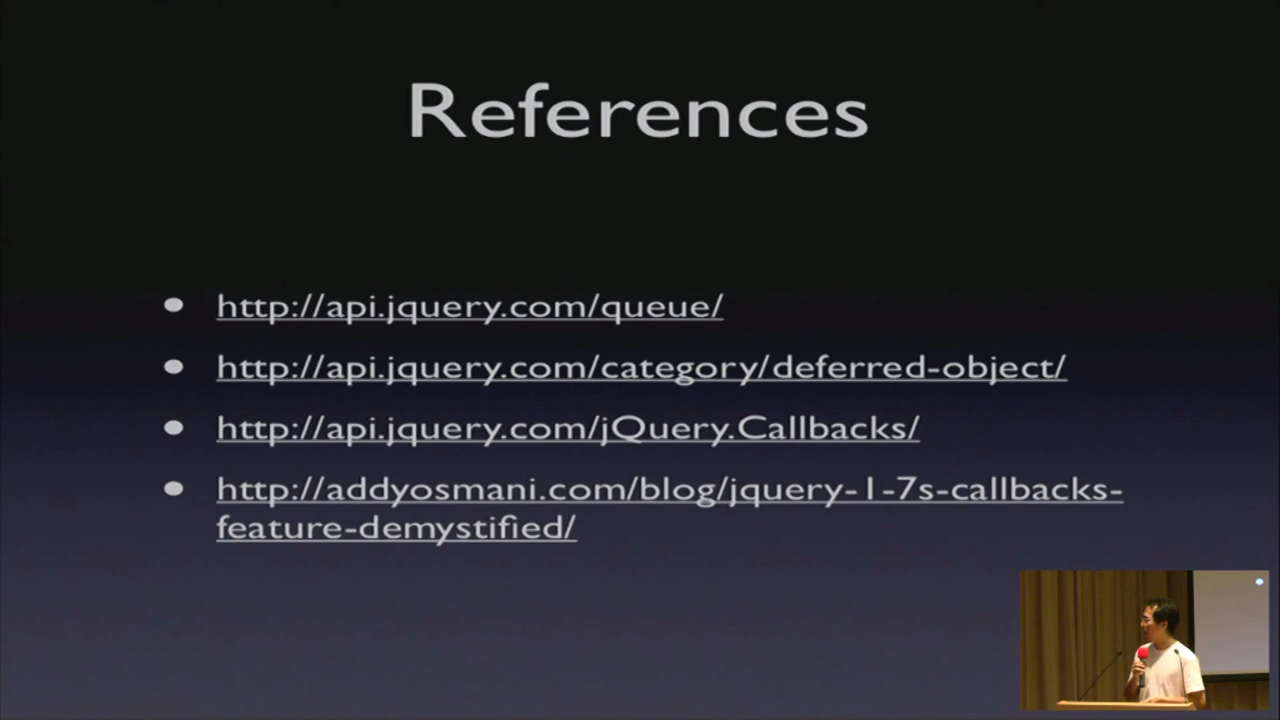 References
http://api.jquery.com/queue/
http://api.jquery.com/category/deferred-object/
http://api.jquery.com/jQuery.Callbacks/
http://addyosmani.com/blog/jquery-1-7s-callbacks-
feature-demystified/